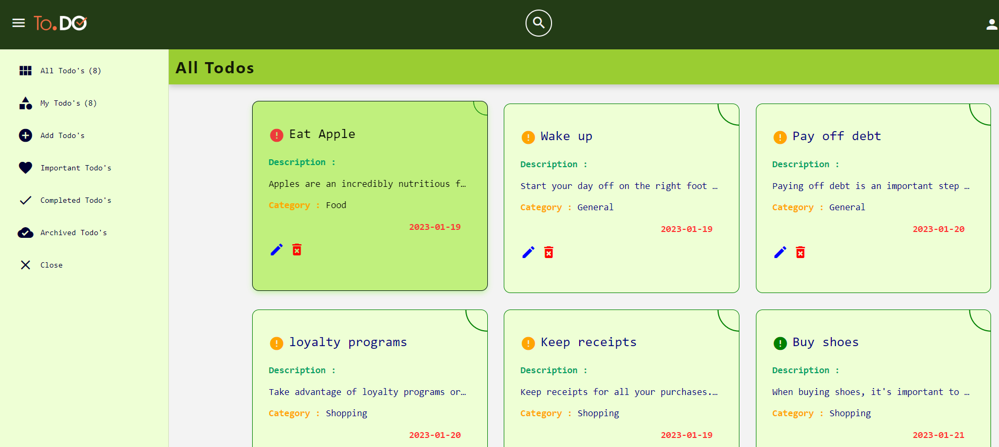 To.DO
All Todo's (8)
My Todo's (8)
Add Todo's
Important Todo's
Completed Todo's
Archived Todo's
Close
All Todos
Eat Apple
Description :
Apples are an incredibly nutritious f…
Category : Food
2023-01-19
Wake up
Description :
Start your day off on the right foot …
Category : General
2023-01-19
Pay off debt
Description :
Paying off debt is an important step …
Category : General
2023-01-20
loyalty programs
Description :
Take advantage of loyalty programs or…
Category : Shopping
2023-01-20
Keep receipts
Description :
Keep receipts for all your purchases.…
Category : Shopping
2023-01-19
Buy shoes
Description :
When buying shoes, it's important to …
Category : Shopping
2023-01-21